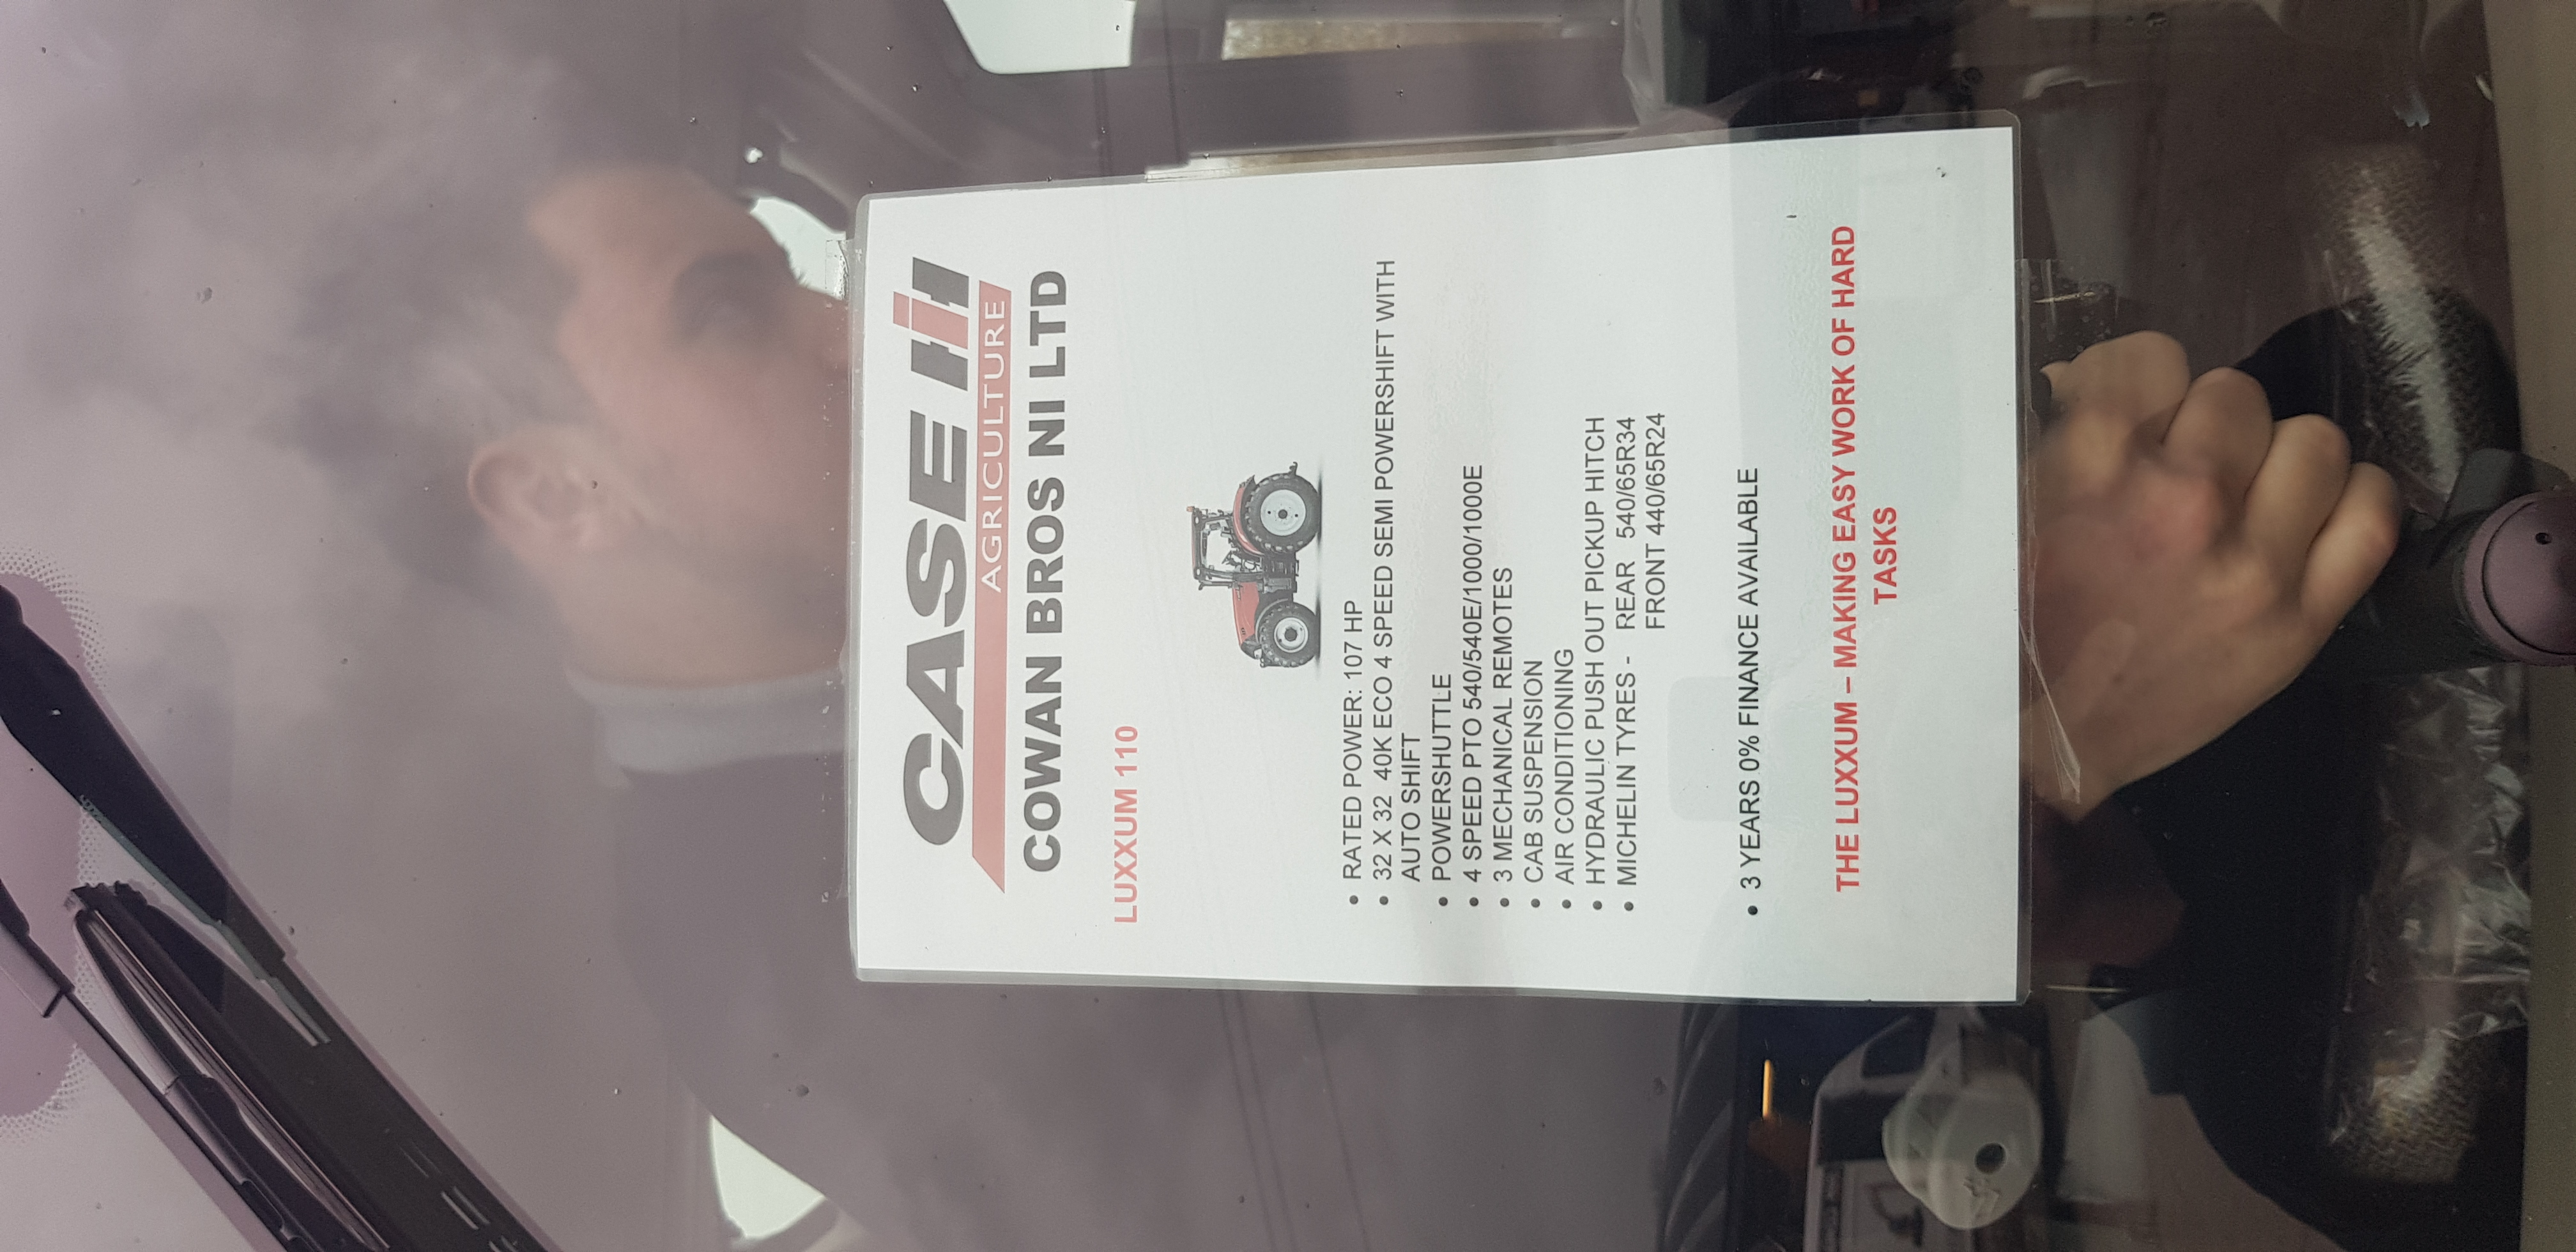 CASE IH
AGRICULTURE
COWAN BROS NI LTD
LUXXUM 110
• RATED POWER: 107 HP
• 32 X 32 40K ECO 4 SPEED SEMI POWERSHIFT WITH
AUTO SHIFT
• POWERSHUTTLE
• 4 SPEED PTO 540/540E/1000/1000E
• 3 MECHANICAL REMOTES
• CAB SUSPENSION
• AIR CONDITIONING
• HYDRAULIC PUSH OUT PICKUP HITCH
• MICHELIN TYRES - REAR 540/65R34
FRONT 440/65R24
• 3 YEARS 0% FINANCE AVAILABLE
THE LUXXUM – MAKING EASY WORK OF HARD
TASKS